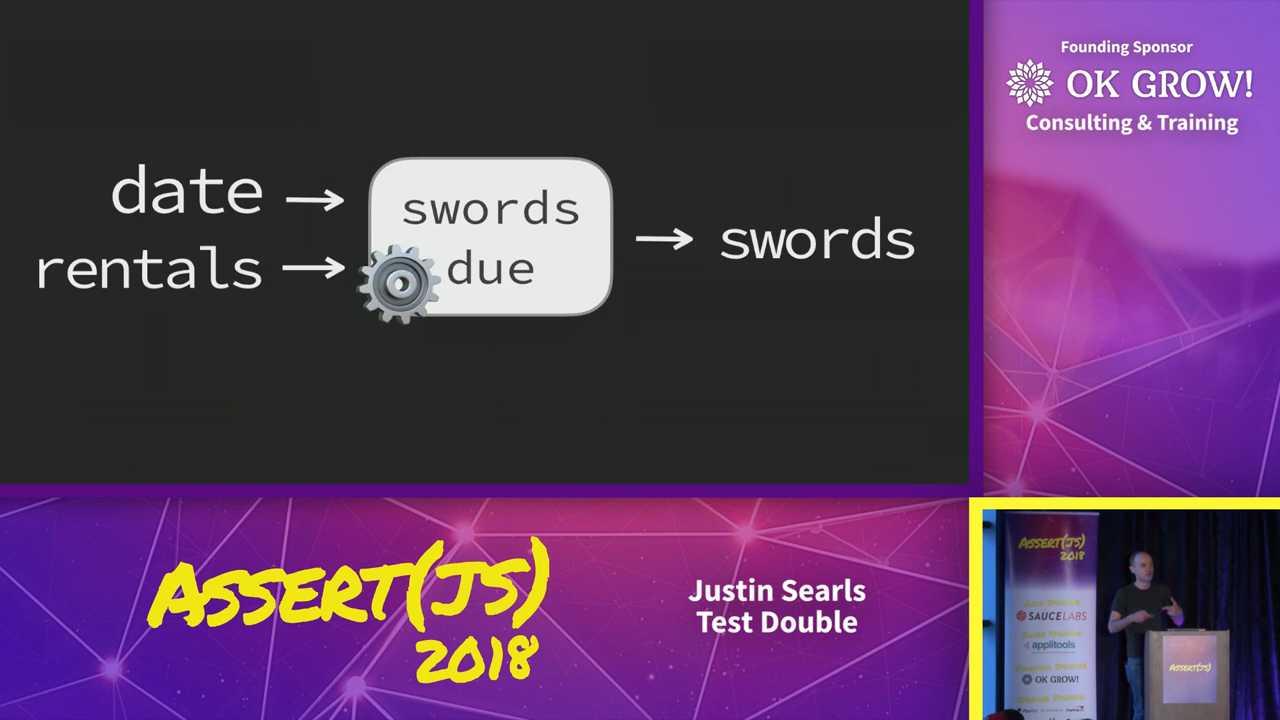 date →
rentals →
swords
due
→ swords
Founding Sponsor
OK GROW!
Consulting & Training
ASSERT(JS)
2018
Justin Searls
Test Double
ASSERT(JS)
2018
SAUCELABS
applitools
OK GROW!
ASSERT(JS)